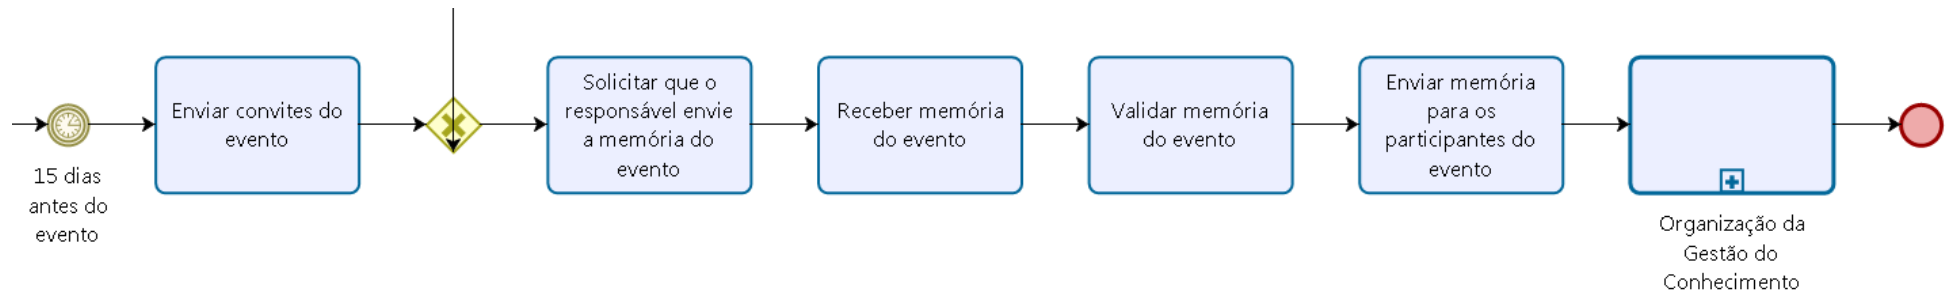 15 dias
antes do
evento
Enviar convites do
evento
Solicitar que o
responsável envie
a memória do
evento
Receber memória
do evento
Validar memória
do evento
Enviar memória
para os
participantes do
evento
Organização da
Gestão do
Conhecimento